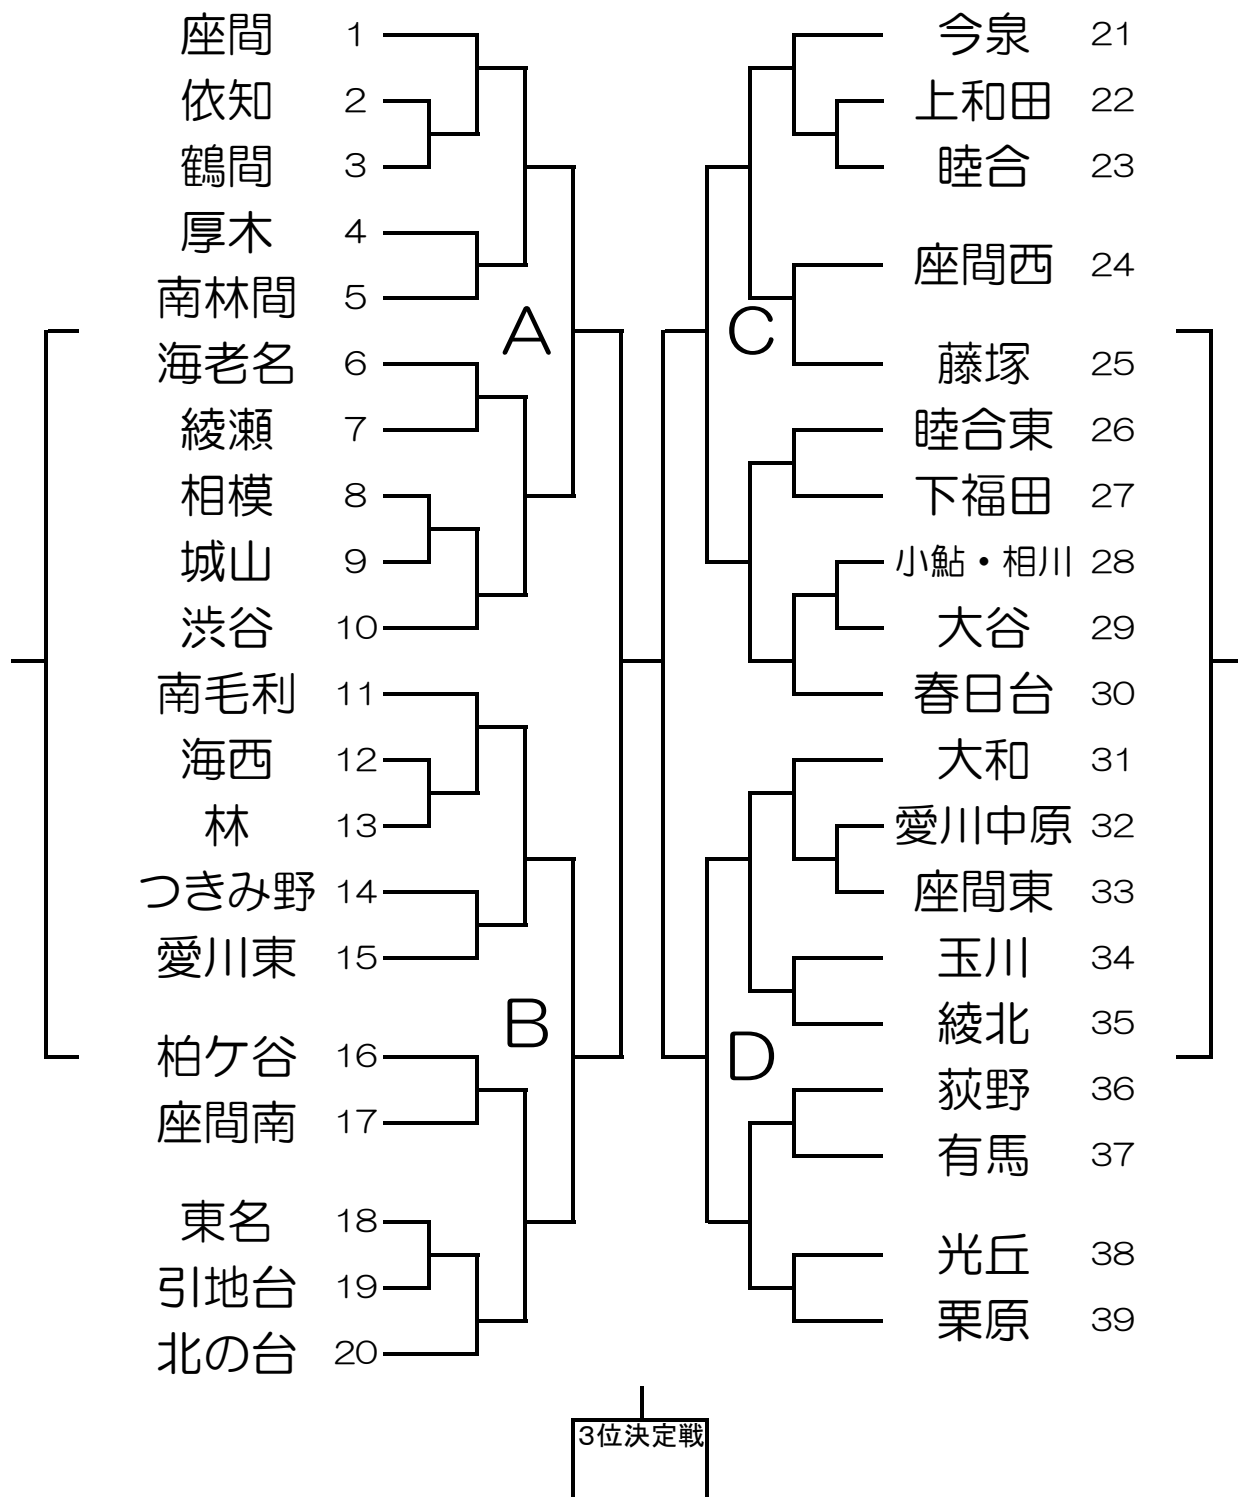 座間 1
依知 2
鶴間 3
厚木 4
南林間 5
A
海老名 6
綾瀬 7
相模 8
城山 9
渋谷 10
南毛利 11
海西 12
林 13
つきみ野 14
愛川東 15
B
柏ケ谷 16
座間南 17
東名 18
引地台 19
北の台 20
今泉 21
上和田 22
睦合 23
座間西 24
C
藤塚 25
睦合東 26
下福田 27
小鮎・相川 28
大谷 29
春日台 30
大和 31
愛川中原 32
座間東 33
玉川 34
綾北 35
D
荻野 36
有馬 37
光丘 38
栗原 39
3位決定戦